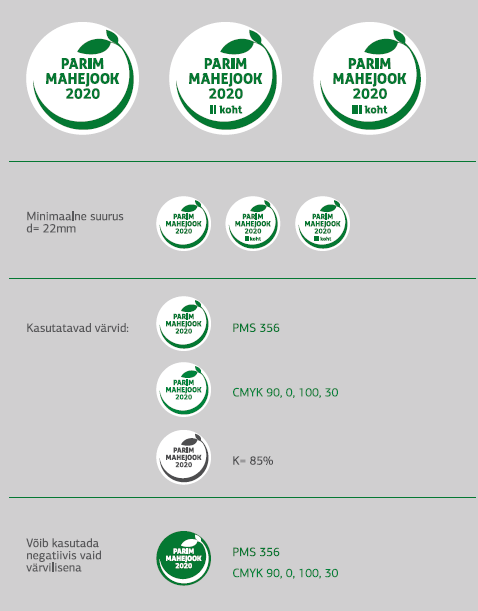 PARIM
MAHEJOOK
2020
PARIM
MAHEJOOK
2020
II koht
PARIM
MAHEJOOK
2020
III koht
Minimaalne suurus
d= 22mm
PARIM
MAHEJOOK
2020
PARIM
MAHEJOOK
2020
II koht
PARIM
MAHEJOOK
2020
III koht
Kasutatavad värvid:
PARIM
MAHEJOOK
2020
PMS 356
PARIM
MAHEJOOK
2020
CMYK 90, 0, 100, 30
PARIM
MAHEJOOK
2020
K= 85%
Võib kasutada
negatiivis vaid
värvilisena
PARIM
MAHEJOOK
2020
PMS 356
CMYK 90, 0, 100, 30